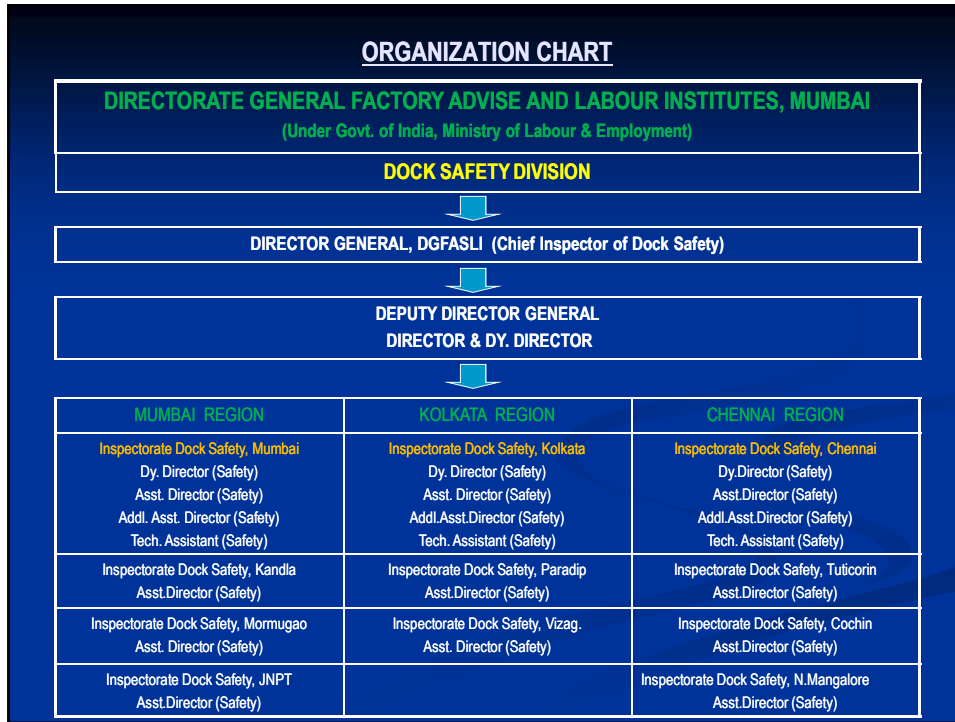 ORGANIZATION CHART
DIRECTORATE GENERAL FACTORY ADVISE AND LABOUR INSTITUTES, MUMBAI
(Under Govt. of India, Ministry of Labour & Employment)
DOCK SAFETY DIVISION
DIRECTOR GENERAL, DGFASLI (Chief Inspector of Dock Safety)
DEPUTY DIRECTOR GENERAL
DIRECTOR & DY. DIRECTOR
MUMBAI REGION
KOLKATA REGION
CHENNAI REGION
Inspectorate Dock Safety, Mumbai
Dy. Director (Safety)
Asst. Director (Safety)
Addl. Asst. Director (Safety)
Tech. Assistant (Safety)
Inspectorate Dock Safety, Kolkata
Dy. Director (Safety)
Asst. Director (Safety)
Addl.Asst.Director (Safety)
Tech. Assistant (Safety)
Inspectorate Dock Safety, Chennai
Dy.Director (Safety)
Asst.Director (Safety)
Addl.Asst.Director (Safety)
Tech. Assistant (Safety)
Inspectorate Dock Safety, Kandla
Asst.Director (Safety)
Inspectorate Dock Safety, Paradip
Asst.Director (Safety)
Inspectorate Dock Safety, Tuticorin
Asst.Director (Safety)
Inspectorate Dock Safety, Mormugao
Asst. Director (Safety)
Inspectorate Dock Safety, Vizag.
Asst. Director (Safety)
Inspectorate Dock Safety, Cochin
Asst.Director (Safety)
Inspectorate Dock Safety, JNPT
Asst.Director (Safety)
Inspectorate Dock Safety, N.Mangalore
Asst.Director (Safety)